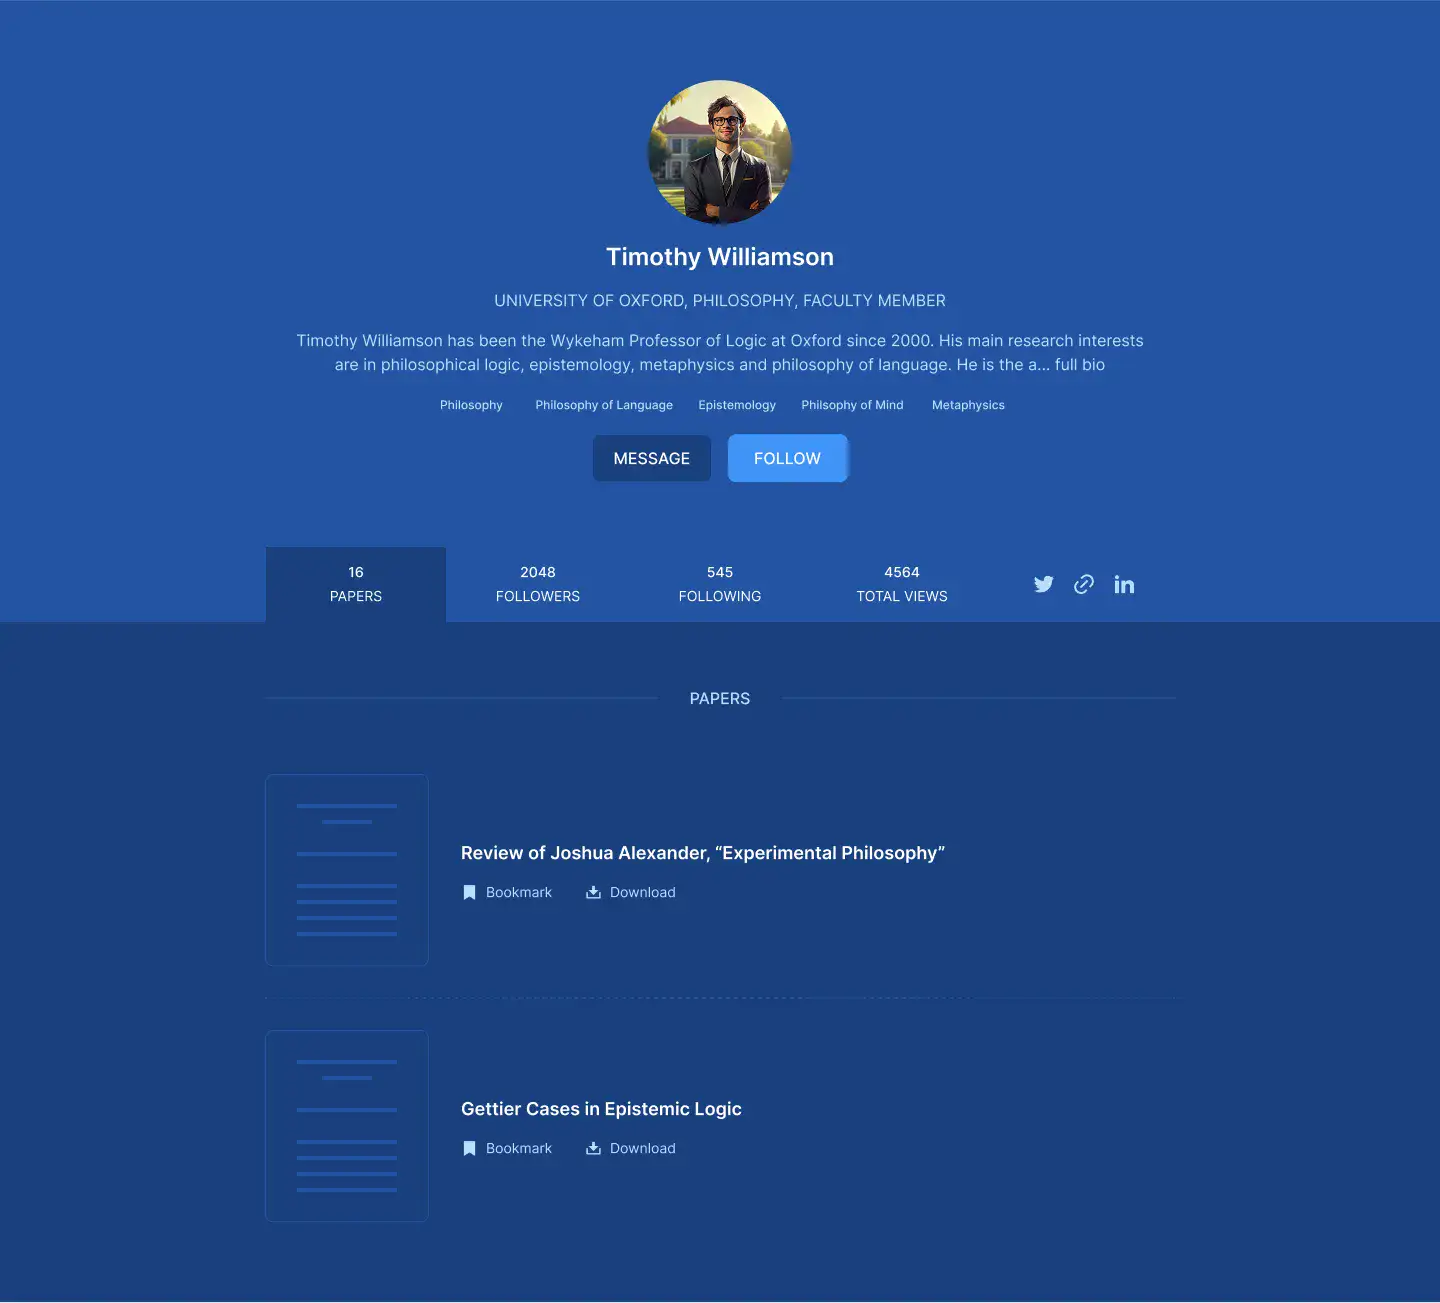 Timothy Williamson
UNIVERSITY OF OXFORD, PHILOSOPHY, FACULTY MEMBER
Timothy Williamson has been the Wykeham Professor of Logic at Oxford since 2000. His main research interests
are in philosophical logic, epistemology, metaphysics and philosophy of language. He is the a... full bio
Philosophy Philosophy of Language Epistemology Philsophy of Mind Metaphysics
MESSAGE FOLLOW
16 2048 545 4564
PAPERS FOLLOWERS FOLLOWING TOTAL VIEWS
PAPERS
Review of Joshua Alexander, “Experimental Philosophy”
Bookmark Download
Gettier Cases in Epistemic Logic
Bookmark Download